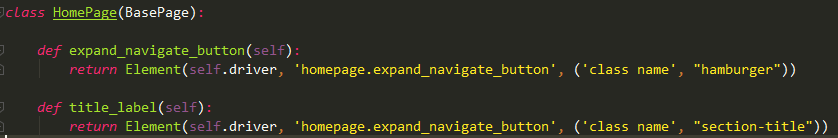 class HomePage(BasePage):
def expand_navigate_button(self):
return Element(self.driver, 'homepage.expand_navigate_button', ('class name', "hamburger"))
def title_label(self):
return Element(self.driver, 'homepage.expand_navigate_button', ('class name', "section-title"))